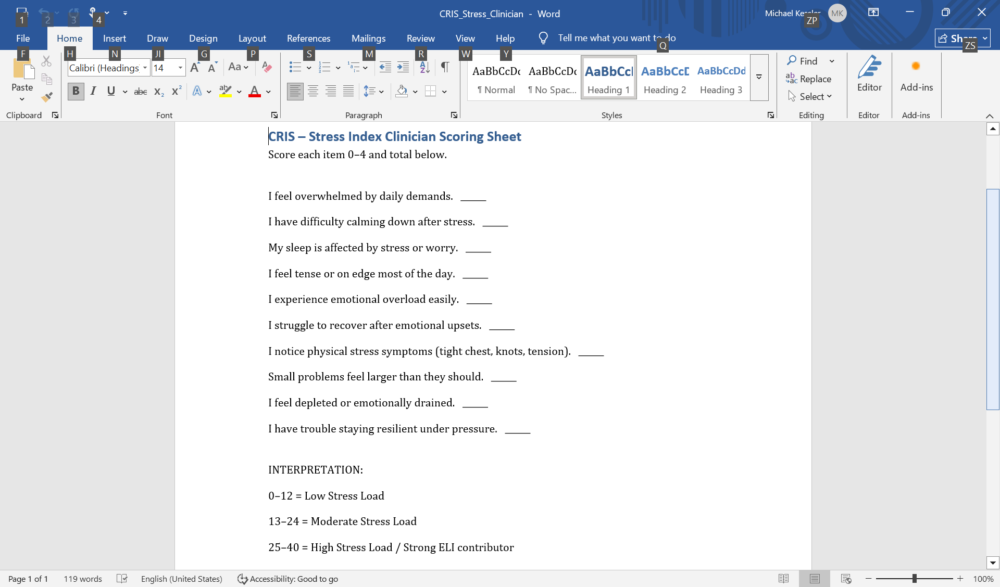 CRIS_Stress_Clinician - Word
Michael Kessler
MK
1
2
3
4
ZP
File
Home
Insert
Draw
Design
Layout
References
Mailings
Review
View
Help
Tell me what you want to do
Share
F
H
N
JI
G
P
S
M
R
W
Y
Q
ZS
Paste
Clipboard
Calibri (Headings)
14
Aa
Font
Paragraph
AaBbCcDc
¶ Normal
AaBbCcDc
¶ No Spac...
AaBbCcI
Heading 1
AaBbCcD
Heading 2
AaBbCcDd
Heading 3
Styles
Find
Replace
Select
Editing
Editor
Editor
Add-ins
Add-ins
CRIS – Stress Index Clinician Scoring Sheet
Score each item 0–4 and total below.
I feel overwhelmed by daily demands. _____
I have difficulty calming down after stress. _____
My sleep is affected by stress or worry. _____
I feel tense or on edge most of the day. _____
I experience emotional overload easily. _____
I struggle to recover after emotional upsets. _____
I notice physical stress symptoms (tight chest, knots, tension). _____
Small problems feel larger than they should. _____
I feel depleted or emotionally drained. _____
I have trouble staying resilient under pressure. _____
INTERPRETATION:
0–12 = Low Stress Load
13–24 = Moderate Stress Load
25–40 = High Stress Load / Strong ELI contributor
Page 1 of 1
119 words
English (United States)
Accessibility: Good to go
100%